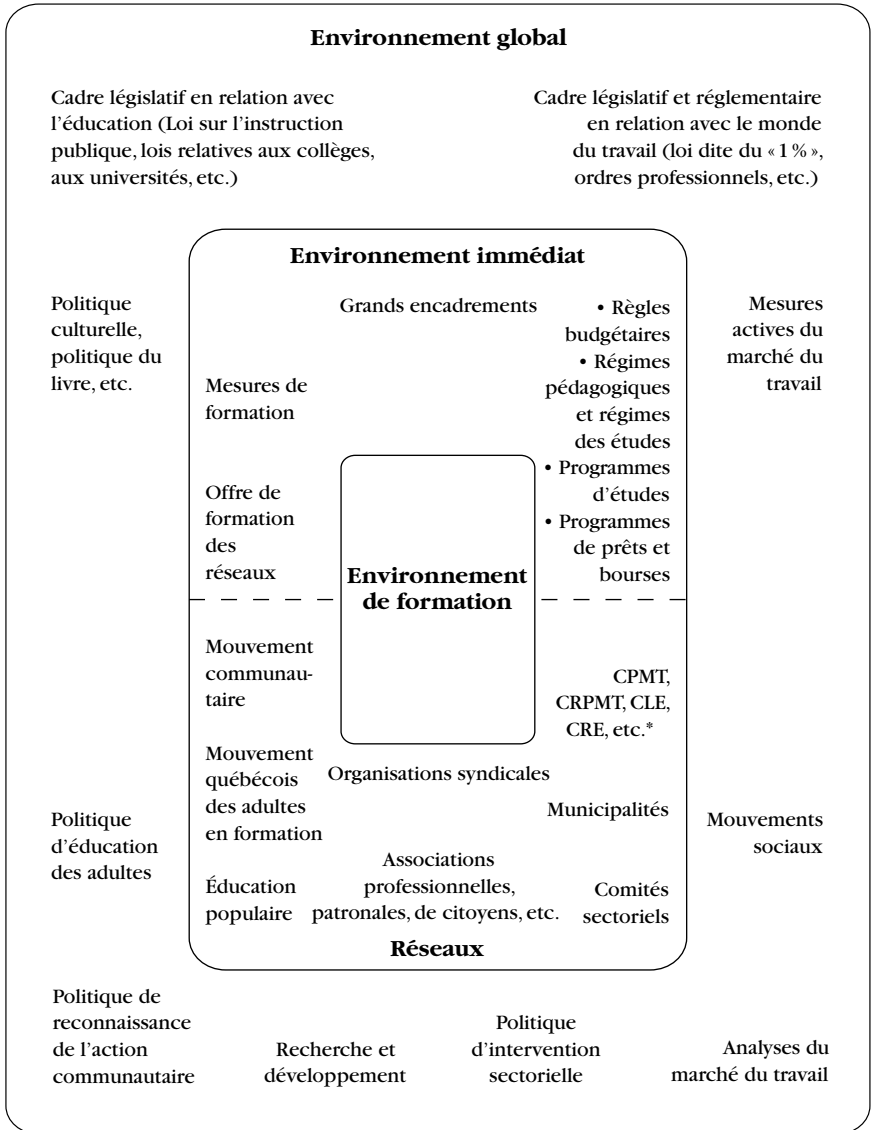 Environnement global
Cadre législatif en relation avec
l'éducation (Loi sur l'instruction
publique, lois relatives aux collèges,
aux universités, etc.)
Cadre législatif et réglementaire
en relation avec le monde
du travail (loi dite du « 1 % »,
ordres professionnels, etc.)
Environnement immédiat
Politique
culturelle,
politique du
livre, etc.
Grands encadrements
Mesures de
formation
Offre de
formation
des
réseaux
• Règles
budgétaires
• Régimes
pédagogiques
et régimes
des études
• Programmes
d'études
• Programmes
de prêts et
bourses
Mesures
actives du
marché du
travail
Environnement
de formation
Mouvement
communau-
taire
CPMT,
CRPMT, CLE,
CRE, etc.*
Mouvement
québécois
des adultes
en formation
Organisations syndicales
Municipalités
Politique
d'éducation
des adultes
Mouvements
sociaux
Éducation
populaire
Associations
professionnelles,
patronales, de citoyens, etc.
Comités
sectoriels
Réseaux
Politique de
reconnaissance
de l'action
communautaire
Recherche et
développement
Politique
d'intervention
sectorielle
Analyses du
marché du travail